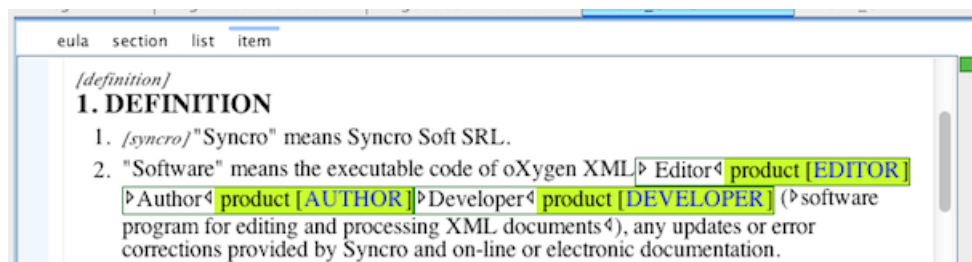 eula section list item
[definition]
1. DEFINITION
1. [syncro] "Syncro" means Syncro Soft SRL.
2. "Software" means the executable code of oXygen XML Editor product [EDITOR]
Author product [AUTHOR] Developer product [DEVELOPER] (software
program for editing and processing XML documents), any updates or error
corrections provided by Syncro and on-line or electronic documentation.